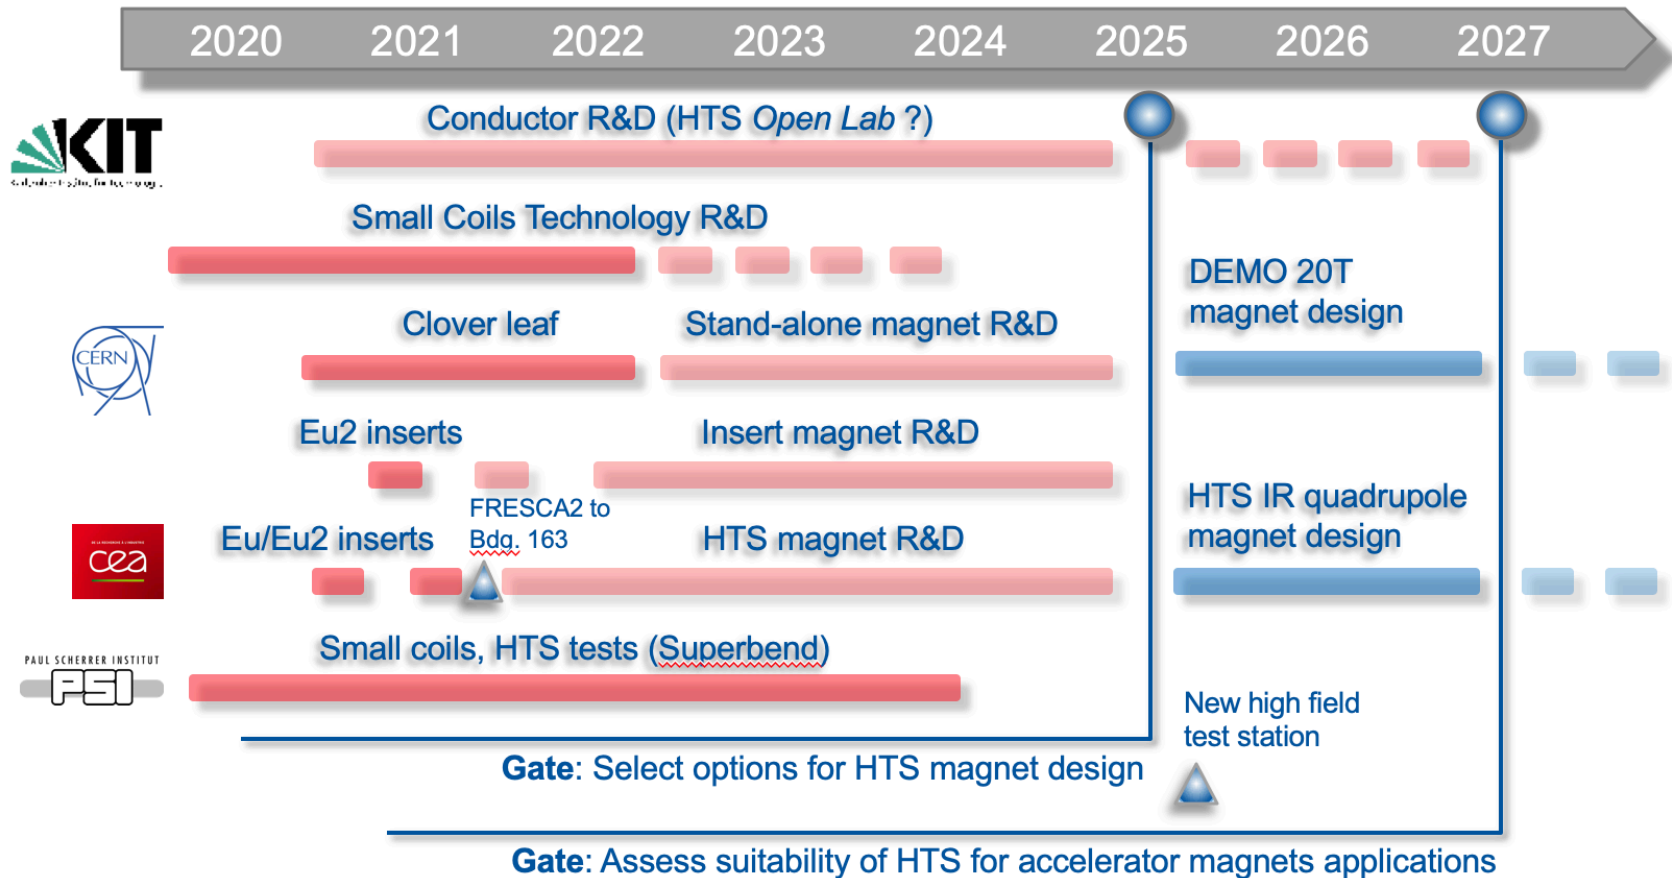 2020 2021 2022 2023 2024 2025 2026 2027
KIT
Conductor R&D (HTS Open Lab ?)
Small Coils Technology R&D
DEMO 20T
magnet design
CERN
Clover leaf
Stand-alone magnet R&D
Eu2 inserts
Insert magnet R&D
FRESCA2 to
Bdg. 163
HTS IR quadrupole
magnet design
cea
Eu/Eu2 inserts
HTS magnet R&D
PAUL SCHERRER INSTITUT
PSI
Small coils, HTS tests (Superbend)
New high field
test station
Gate: Select options for HTS magnet design
Gate: Assess suitability of HTS for accelerator magnets applications